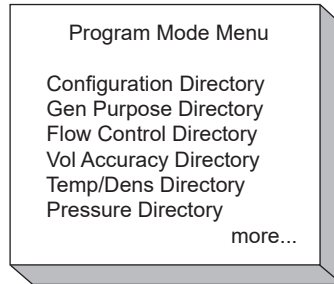 Program Mode Menu
Configuration Directory
Gen Purpose Directory
Flow Control Directory
Vol Accuracy Directory
Temp/Dens Directory
Pressure Directory
more...